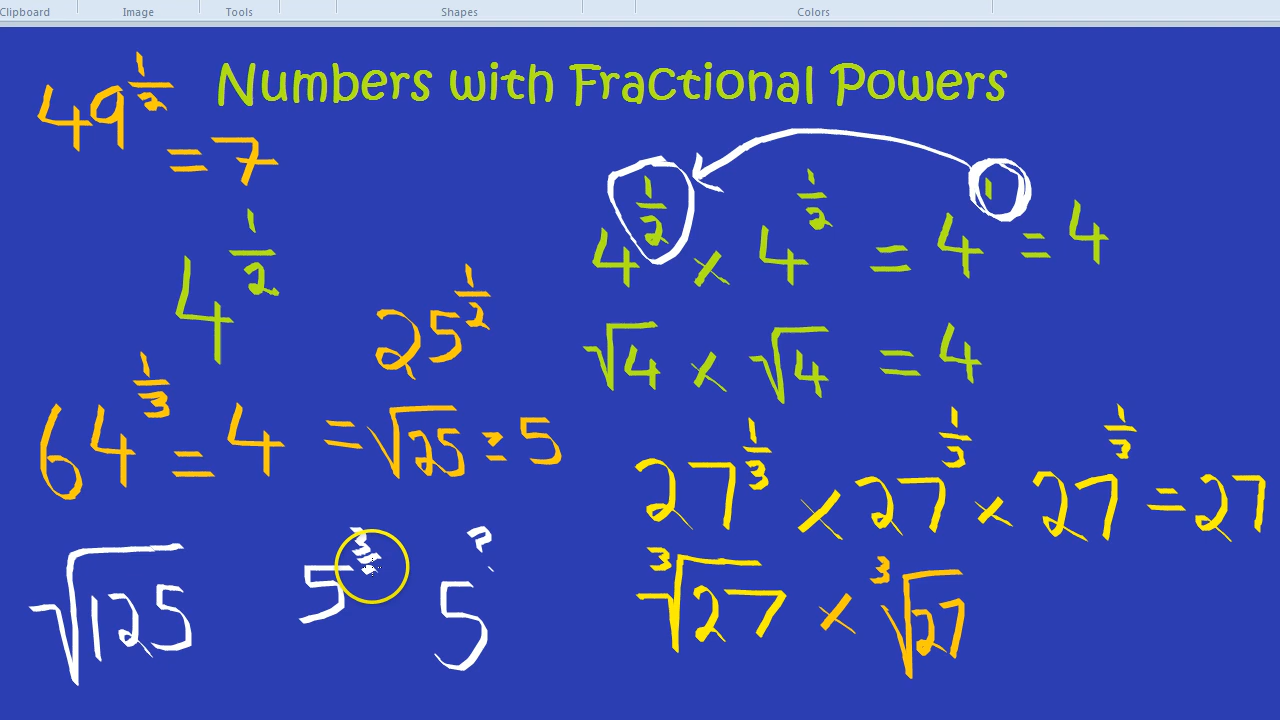 Clipboard Image Tools Shapes Colors
Numbers with Fractional Powers
49^{1/2} = 7
4^{1/2}
25^{1/2}
= √25 = 5
64^{1/3} = 4
√125
5^3
5^?
4^{1/2} × 4^{1/2} = 4^1 = 4
√4 × √4 = 4
27^{1/3} × 27^{1/3} × 27^{1/3} = 27
∛27 × ∛27